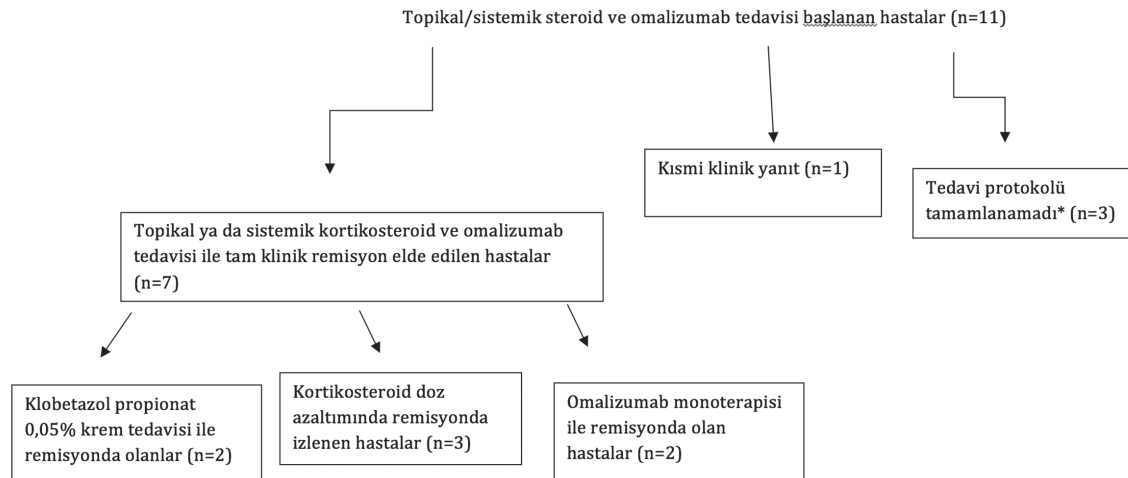 Topikal/sistemik steroid ve omalizumab tedavisi başlanan hastalar (n=11)
Kısmi klinik yanıt (n=1)
Tedavi protokolü
tamamlanamadı* (n=3)
Topikal ya da sistemik kortikosteroid ve omalizumab
tedavisi ile tam klinik remisyon elde edilen hastalar
(n=7)
Klobetazol propionat
0,05% krem tedavisi ile
remisyonda olanlar (n=2)
Kortikosteroid doz
azaltımında remisyonda
izlenen hastalar (n=3)
Omalizumab monoterapisi
ile remisyonda olan
hastalar (n=2)